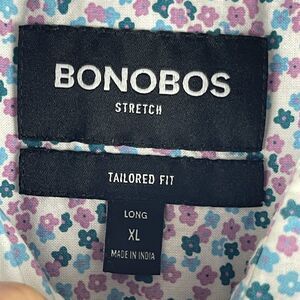 BONOBOS
STRETCH
TAILORED FIT
LONG
XL
MADE IN INDIA